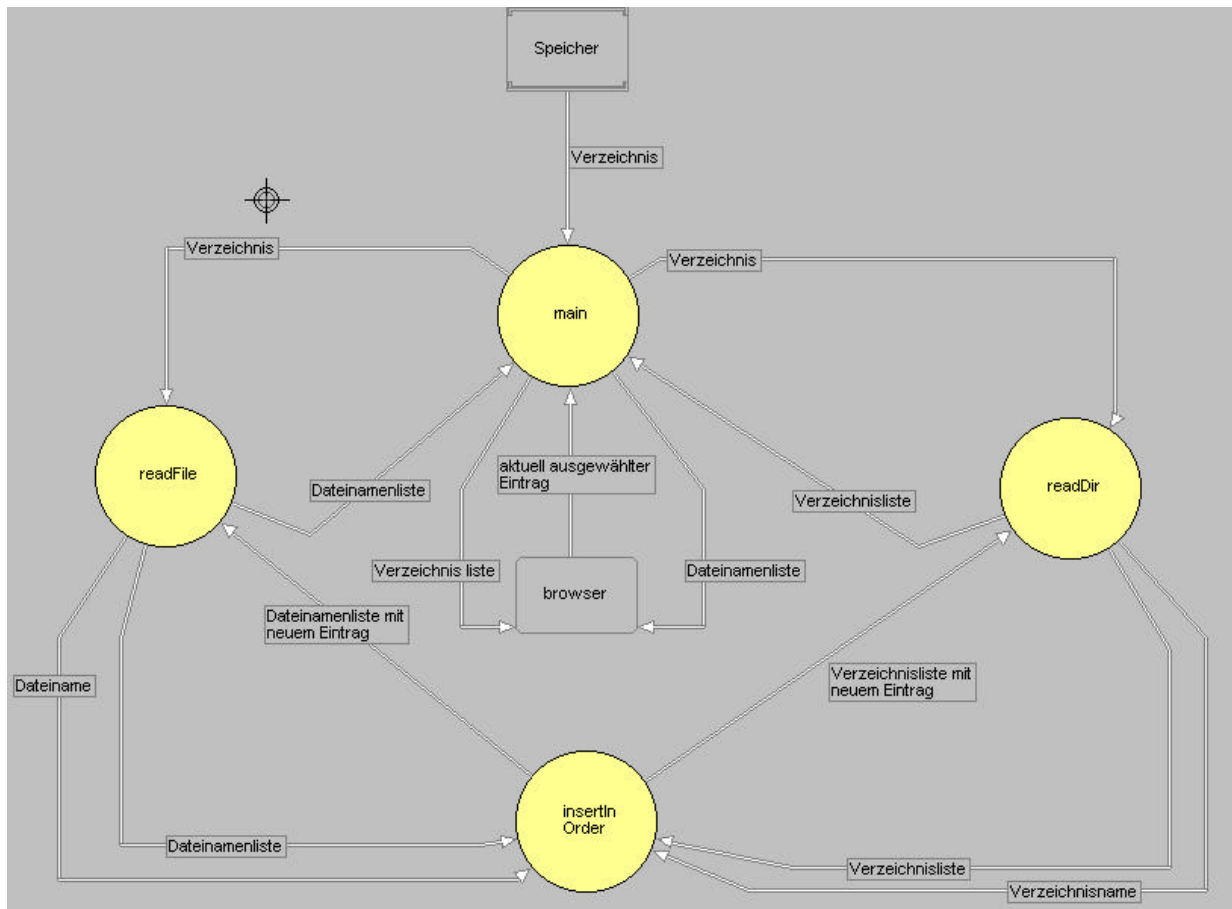 Speicher
Verzeichnis
Verzeichnis
Verzeichnis
main
readFile
Dateinamenliste
aktuell ausgewählter
Eintrag
Verzeichnisliste
readDir
Verzeichnis liste
browser
Dateinamenliste
Dateinamenliste mit
neuem Eintrag
Dateiname
Verzeichnisliste mit
neuem Eintrag
insertIn
Order
Dateinamenliste
Verzeichnisliste
Verzeichnisname